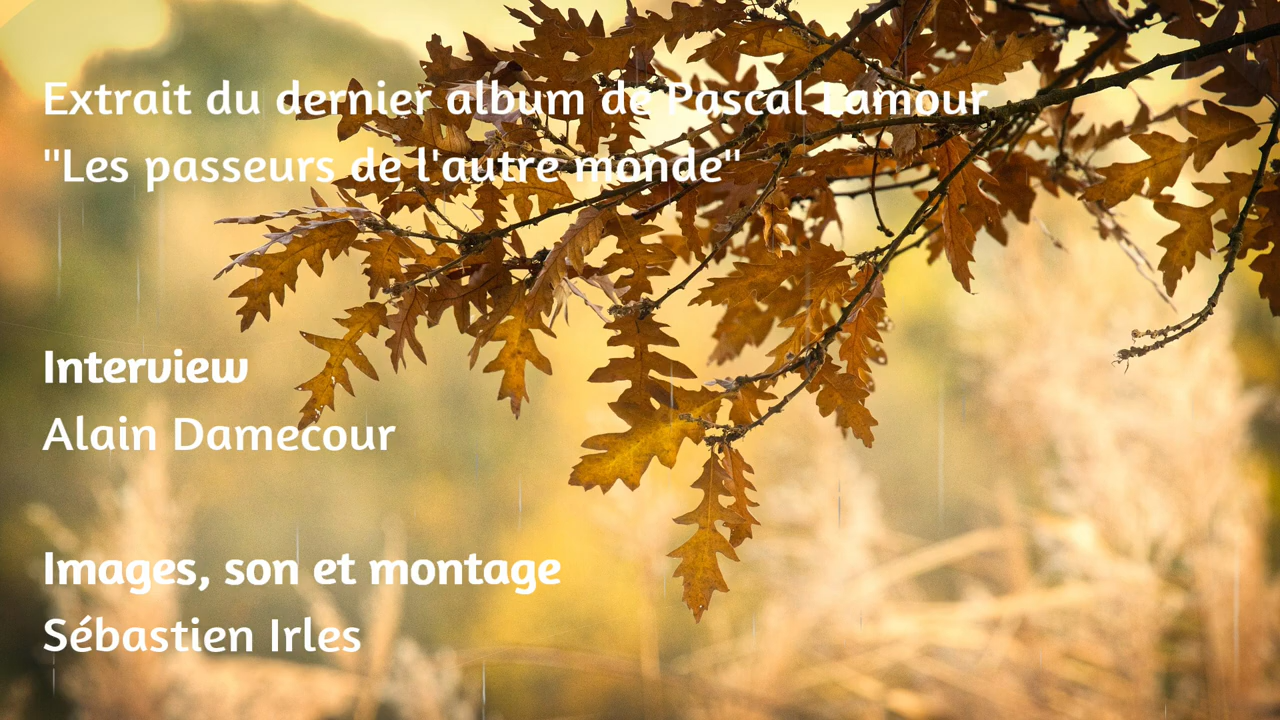 Extrait du dernier album de Pascal Lamour
"Les passeurs de l'autre monde"
Interview
Alain Damecour
Images, son et montage
Sébastien Irles